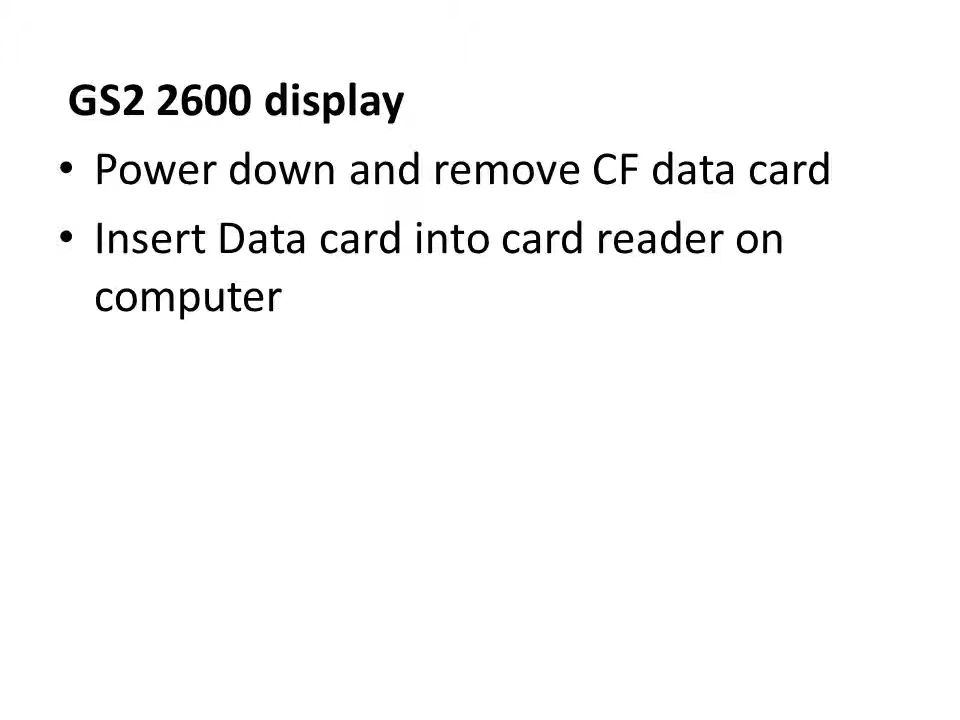 GS2 2600 display
• Power down and remove CF data card
• Insert Data card into card reader on
computer